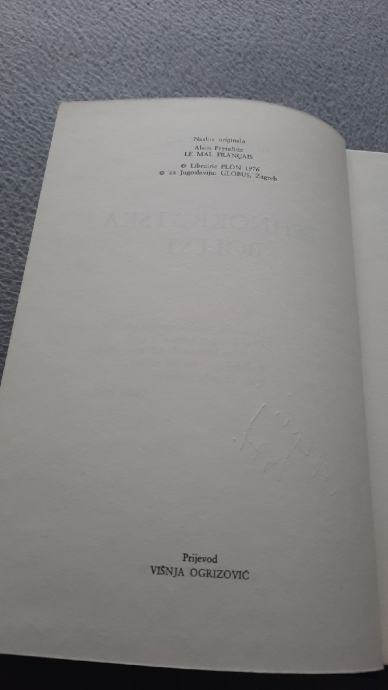 Naslov originala
Alain Peyrefitte
LE MAL FRANÇAIS
© Librairie PLON 1976
© za Jugoslaviju: GLOBUS, Zagreb
Prijevod
VIŠNJA OGRIZOVIĆ